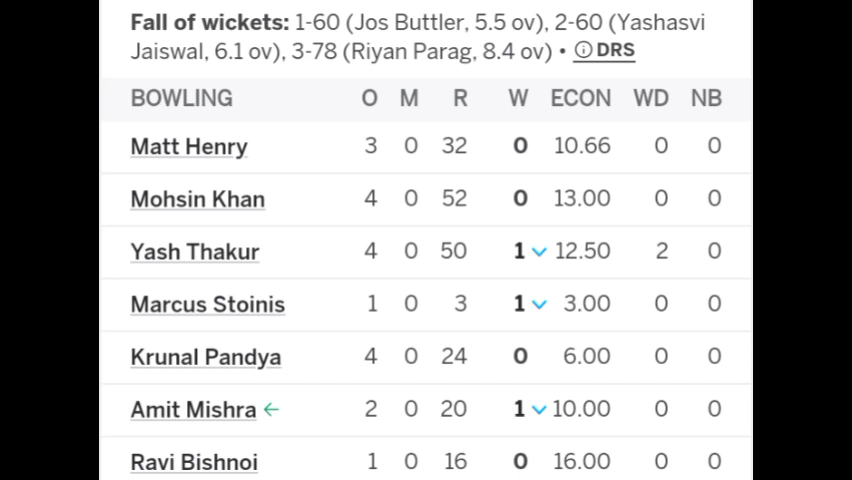 Fall of wickets: 1-60 (Jos Buttler, 5.5 ov), 2-60 (Yashasvi
Jaiswal, 6.1 ov), 3-78 (Riyan Parag, 8.4 ov) • ⓘ DRS
BOWLING O M R W ECON WD NB
Matt Henry 3 0 32 0 10.66 0 0
Mohsin Khan 4 0 52 0 13.00 0 0
Yash Thakur 4 0 50 1 12.50 2 0
Marcus Stoinis 1 0 3 1 3.00 0 0
Krunal Pandya 4 0 24 0 6.00 0 0
Amit Mishra 2 0 20 1 10.00 0 0
Ravi Bishnoi 1 0 16 0 16.00 0 0